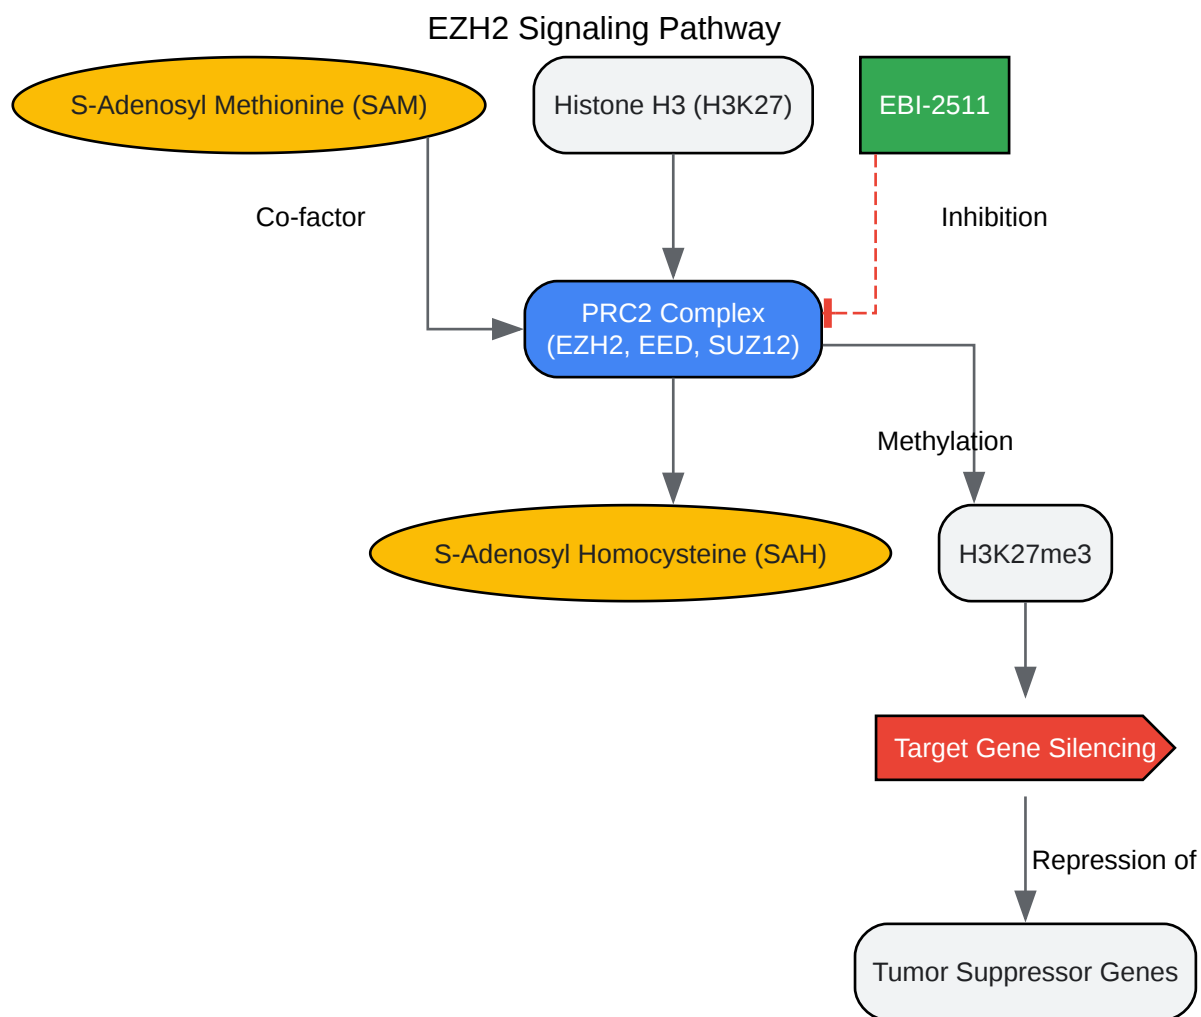 EZH2 Signaling Pathway
S-Adenosyl Methionine (SAM)
Histone H3 (H3K27)
EBI-2511
Co-factor
Inhibition
PRC2 Complex
(EZH2, EED, SUZ12)
Methylation
S-Adenosyl Homocysteine (SAH)
H3K27me3
Target Gene Silencing
Repression of
Tumor Suppressor Genes